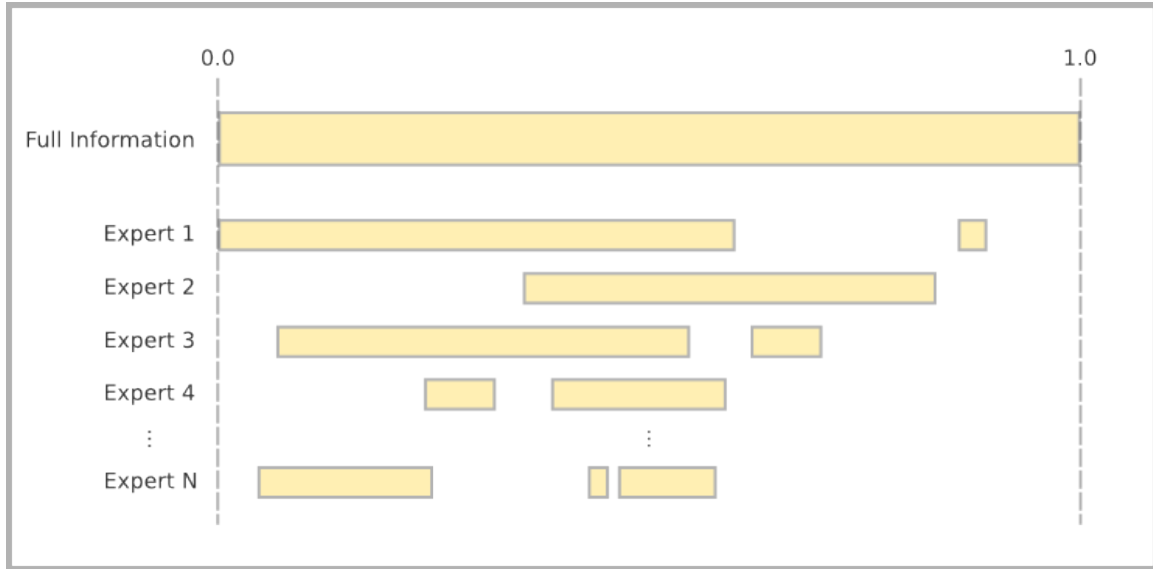 0.0 1.0
Full Information
Expert 1
Expert 2
Expert 3
Expert 4
⋮ ⋮
Expert N